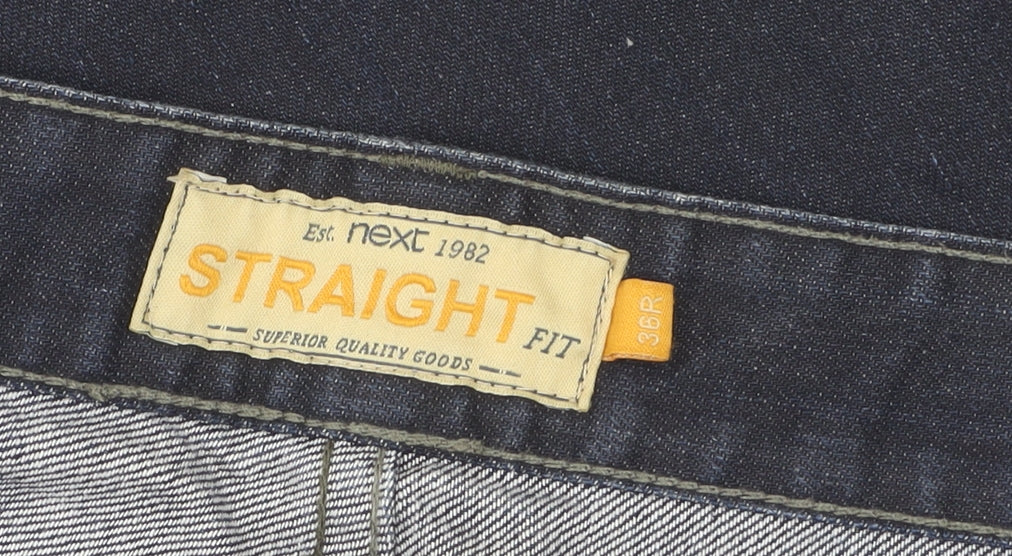 Est. next 1982
STRAIGHT FIT
SUPERIOR QUALITY GOODS
36R